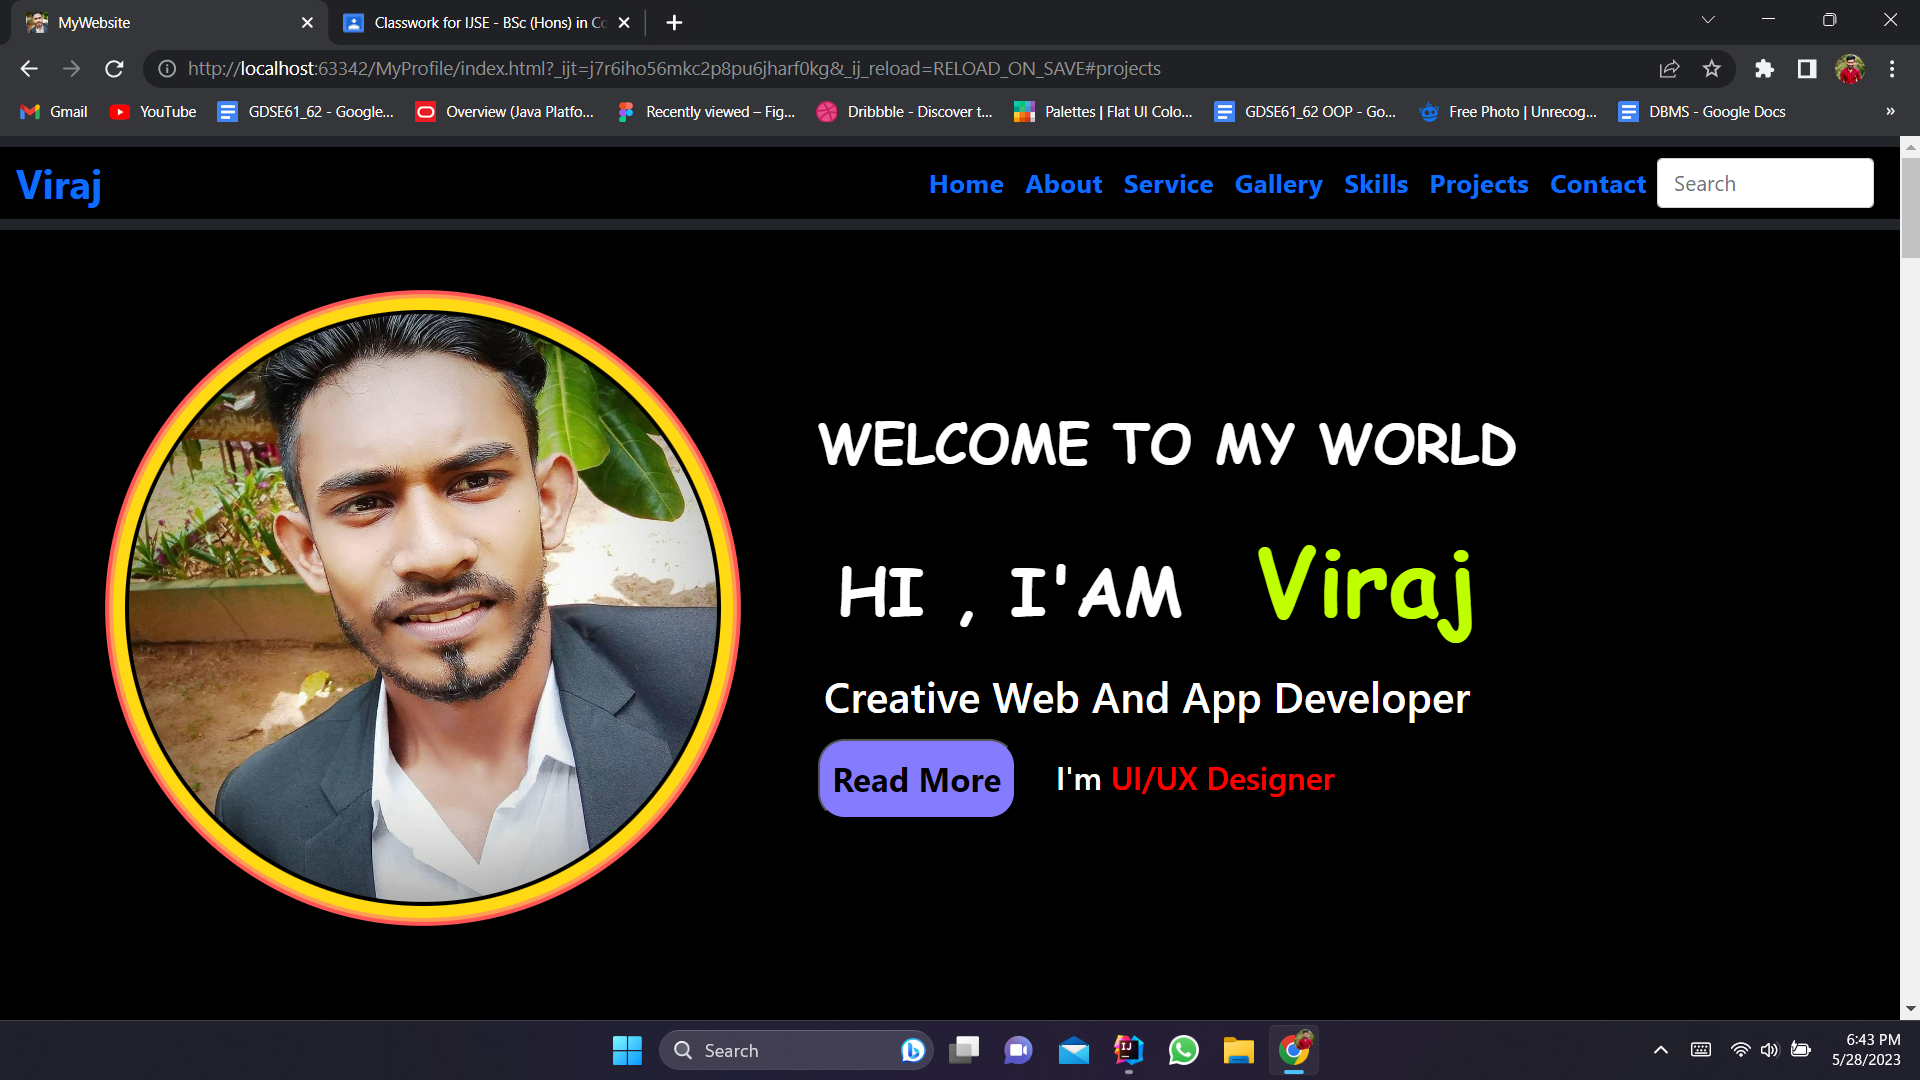 MyWebsite
Classwork for IJSE - BSc (Hons) in Co
http://localhost:63342/MyProfile/index.html?_ijt=j7r6iho56mkc2p8pu6jharf0kg&_ij_reload=RELOAD_ON_SAVE#projects
Gmail YouTube GDSE61_62 - Google... Overview (Java Platfo... Recently viewed – Fig... Dribbble - Discover t... Palettes | Flat UI Colo... GDSE61_62 OOP - Go... Free Photo | Unrecog... DBMS - Google Docs »
Viraj
Home About Service Gallery Skills Projects Contact Search
WELCOME TO MY WORLD
HI , I'AM Viraj
Creative Web And App Developer
Read More I'm UI/UX Designer
Search
6:43 PM
5/28/2023